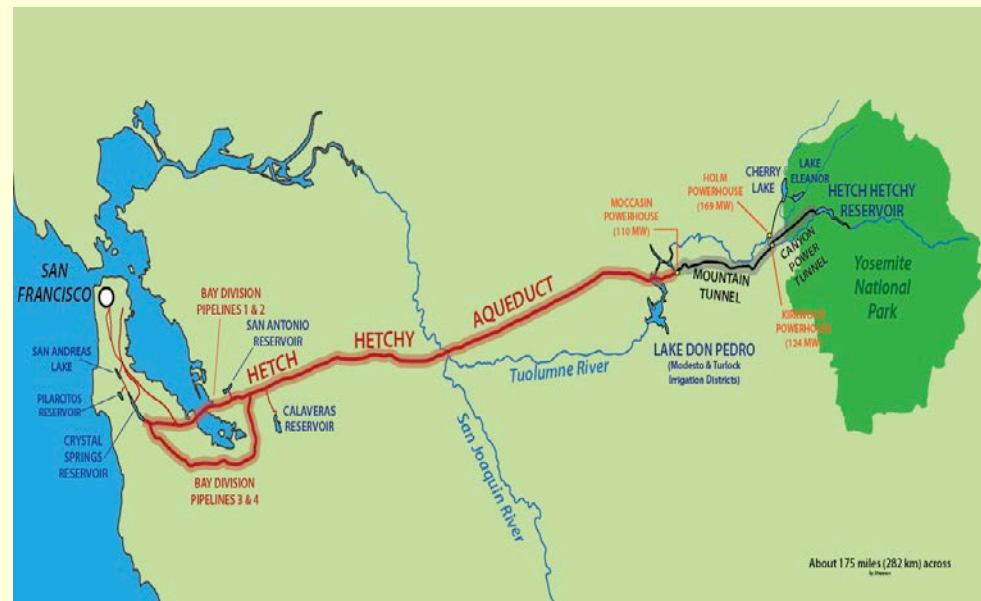 SAN
FRANCISCO
SAN ANDREAS
LAKE
PILARCITOS
RESERVOIR
CRYSTAL
SPRINGS
RESERVOIR
BAY DIVISION
PIPELINES 1 & 2
SAN ANTONIO
RESERVOIR
CALAVERAS
RESERVOIR
BAY DIVISION
PIPELINES 3 & 4
HETCH
HETCHY
AQUEDUCT
San Joaquin River
Tuolumne River
LAKE DON PEDRO
(Modesto & Turlock
Irrigation Districts)
MOCCASIN
POWERHOUSE
(110 MW)
MOUNTAIN
TUNNEL
HOLM
POWERHOUSE
(169 MW)
CHERRY
LAKE
LAKE
ELEANOR
HETCH HETCHY
RESERVOIR
CANYON
POWER
TUNNEL
KIRKWOOD
POWERHOUSE
(124 MW)
Yosemite
National
Park
About 175 miles (282 km) across